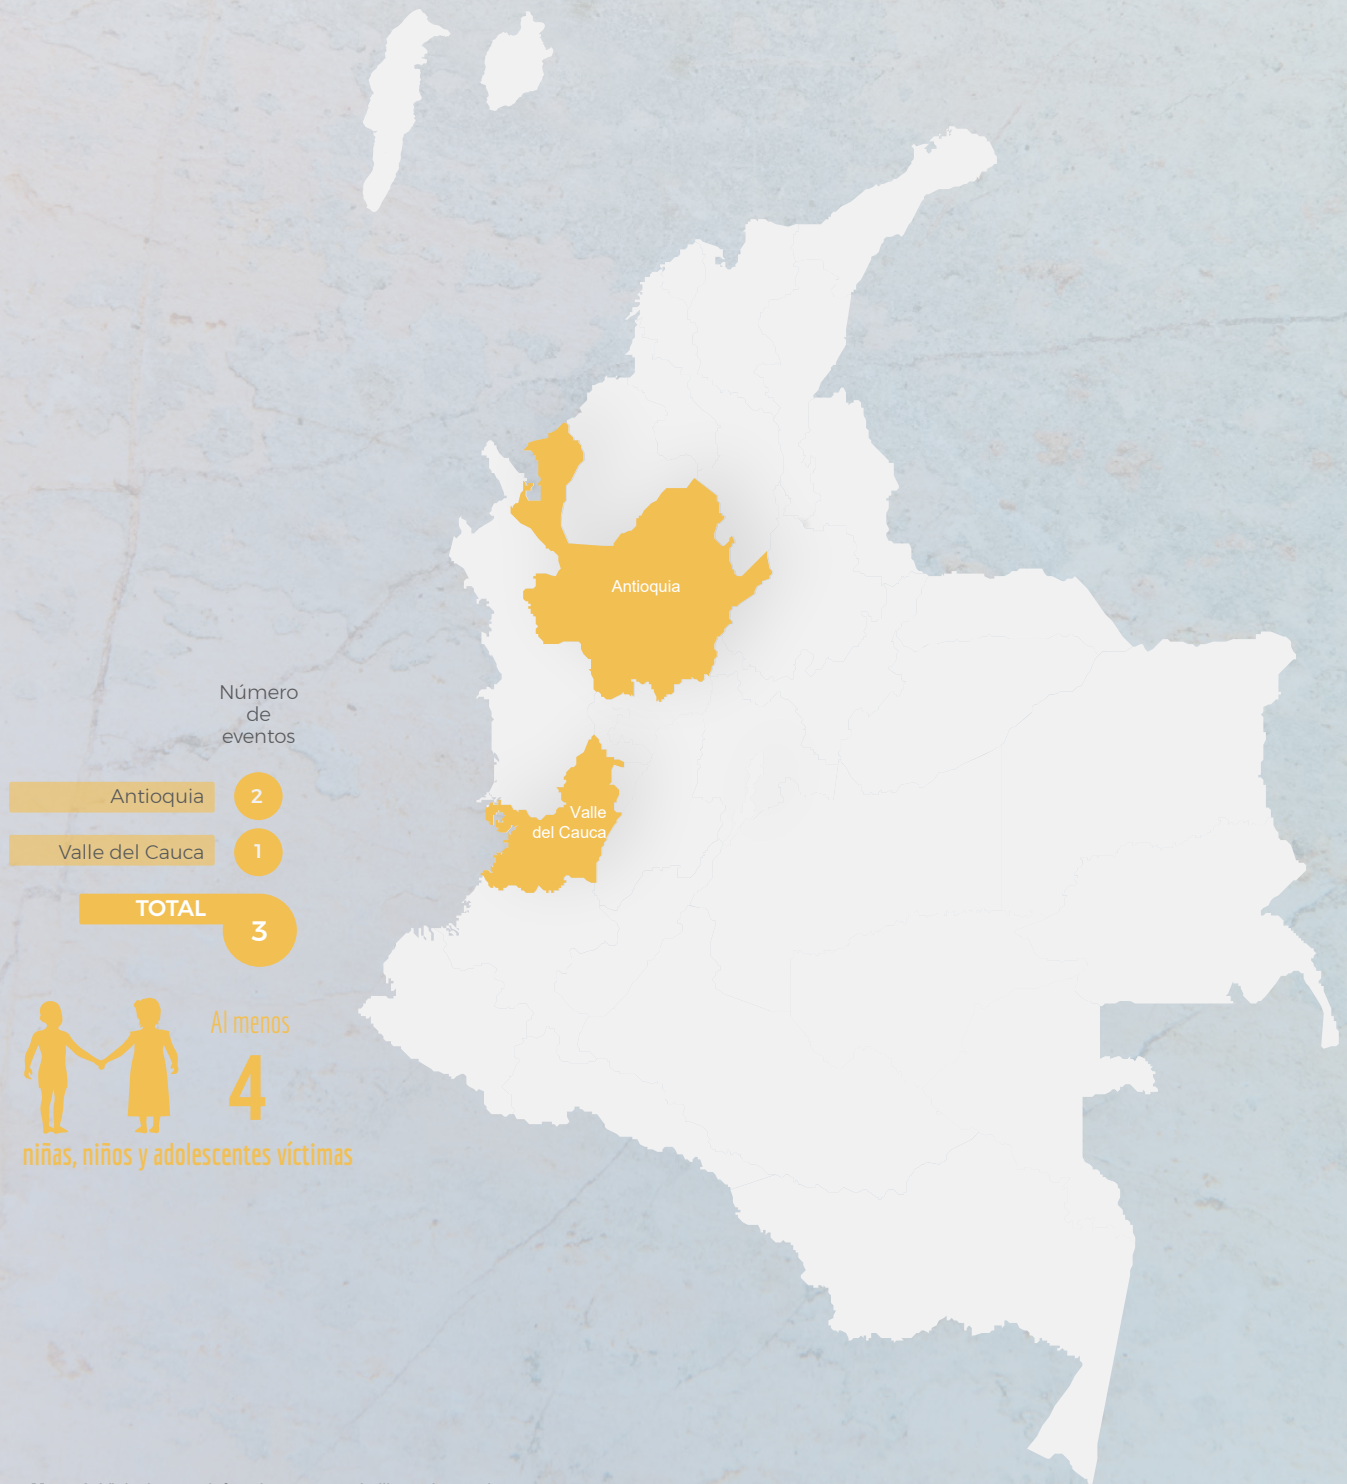 Número
de
eventos
Antioquia 2
Valle del Cauca 1
TOTAL 3
Al menos
4
niñas, niños y adolescentes víctimas
Antioquia
Valle
del Cauca